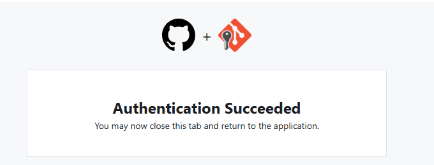 +
Authentication Succeeded
You may now close this tab and return to the application.